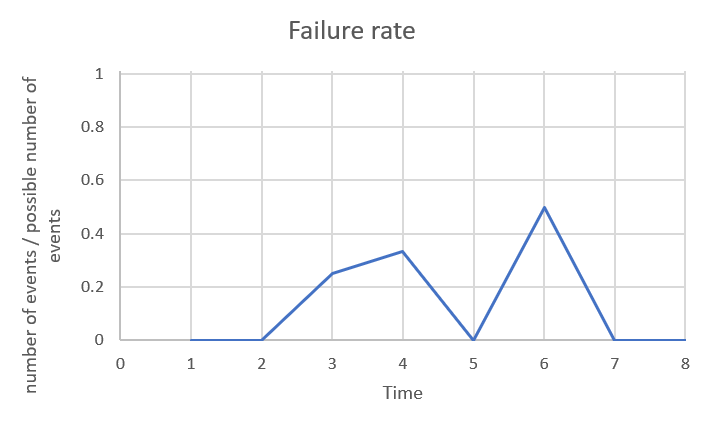 Failure rate
number of events / possible number of
events
1
0.8
0.6
0.4
0.2
0
0 1 2 3 4 5 6 7 8
Time